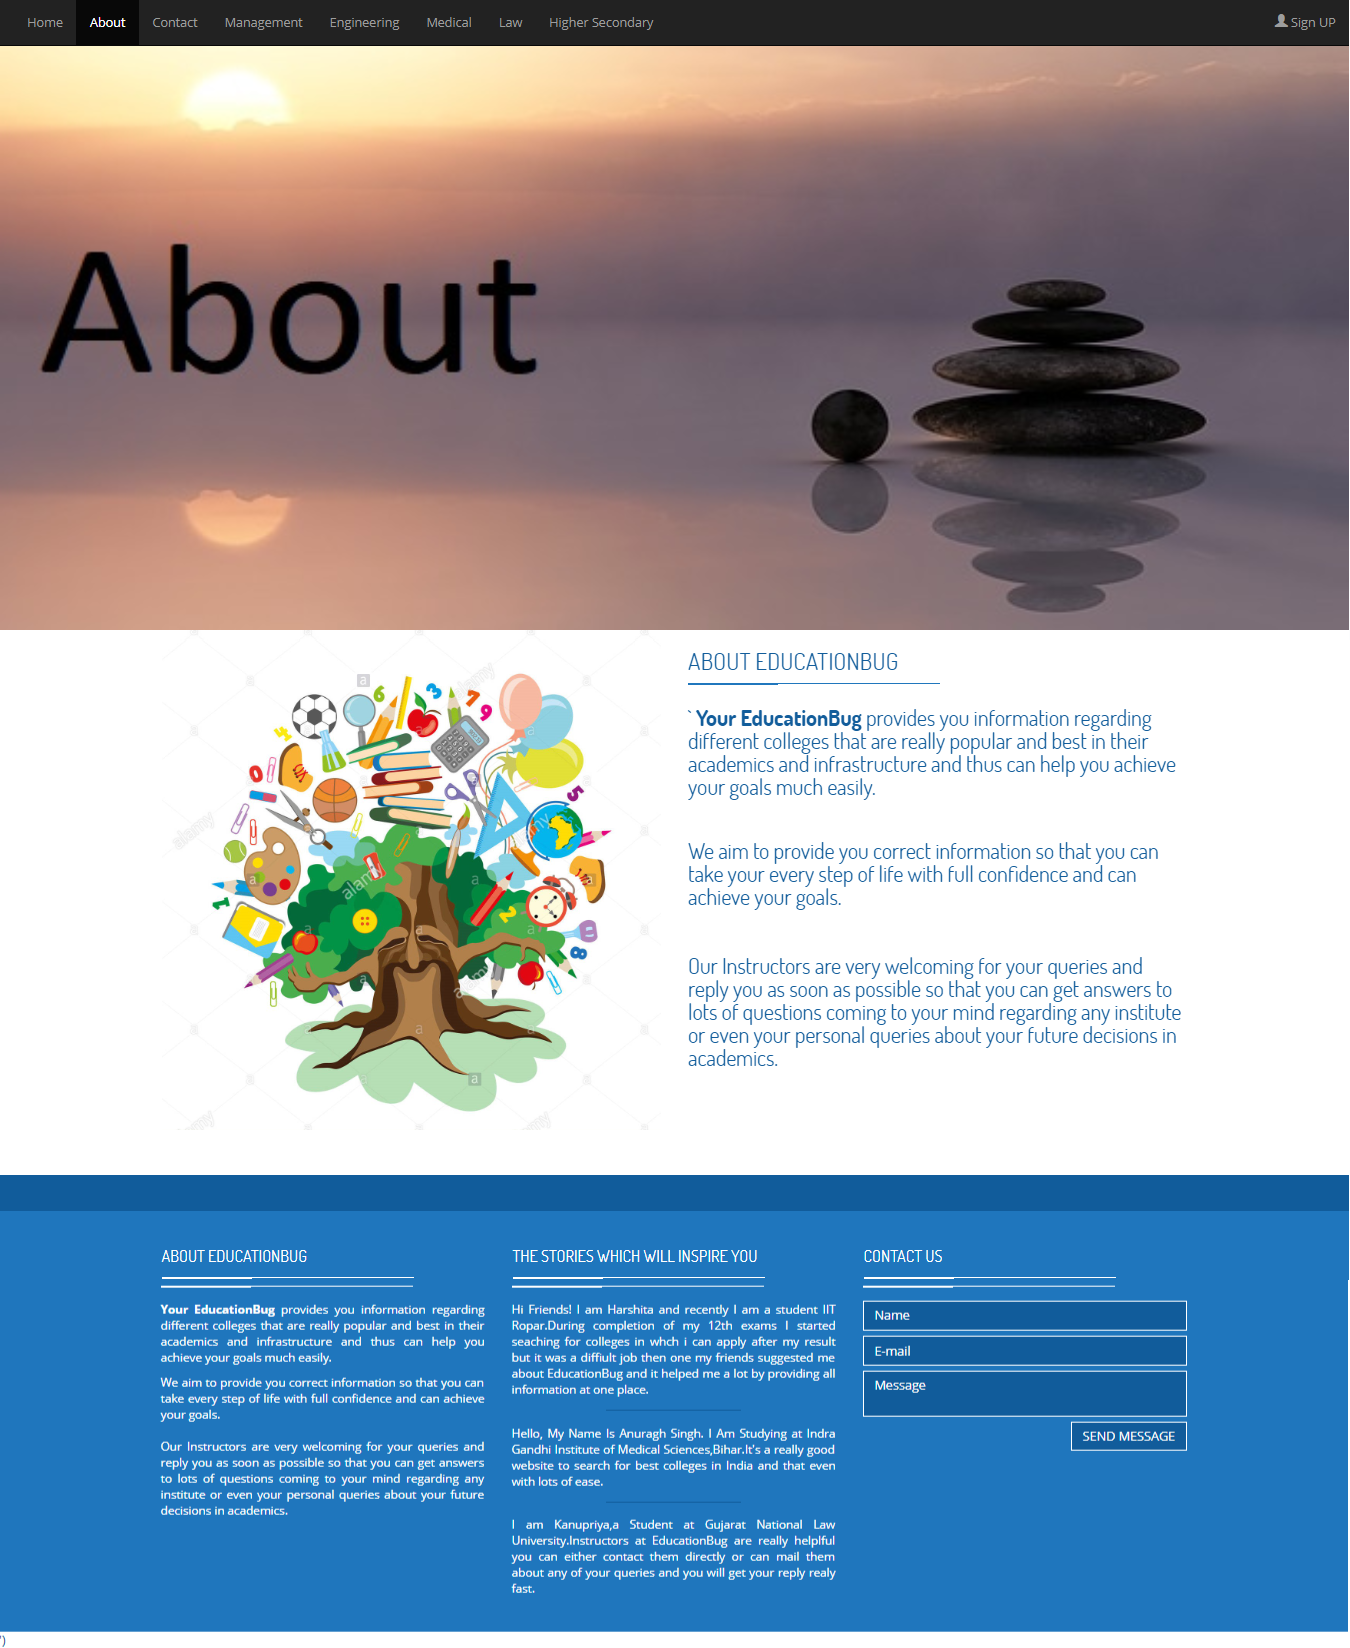 Home About Contact Management Engineering Medical Law Higher Secondary Sign UP
About
ABOUT EDUCATIONBUG
` Your EducationBug provides you information regarding
different colleges that are really popular and best in their
academics and infrastructure and thus can help you achieve
your goals much easily.
We aim to provide you correct information so that you can
take your every step of life with full confidence and can
achieve your goals.
Our Instructors are very welcoming for your queries and
reply you as soon as possible so that you can get answers to
lots of questions coming to your mind regarding any institute
or even your personal queries about your future decisions in
academics.
alamy
ABOUT EDUCATIONBUG
Your EducationBug provides you information regarding
different colleges that are really popular and best in their
academics and infrastructure and thus can help you
achieve your goals much easily.
We aim to provide you correct information so that you can
take every step of life with full confidence and can achieve
your goals.
Our Instructors are very welcoming for your queries and
reply you as soon as possible so that you can get answers
to lots of questions coming to your mind regarding any
institute or even your personal queries about your future
decisions in academics.
THE STORIES WHICH WILL INSPIRE YOU
Hi Friends! I am Harshita and recently I am a student IIT
Ropar.During completion of my 12th exams I started
seaching for colleges in whch i can apply after my result
but it was a diffiult job then one my friends suggested me
about EducationBug and it helped me a lot by providing all
information at one place.
Hello, My Name Is Anuragh Singh. I Am Studying at Indra
Gandhi Institute of Medical Sciences,Bihar.It's a really good
website to search for best colleges in India and that even
with lots of ease.
I am Kanupriya,a Student at Gujarat National Law
University.Instructors at EducationBug are really helplful
you can either contact them directly or can mail them
about any of your queries and you will get your reply realy
fast.
CONTACT US
Name
E-mail
Message
SEND MESSAGE
')